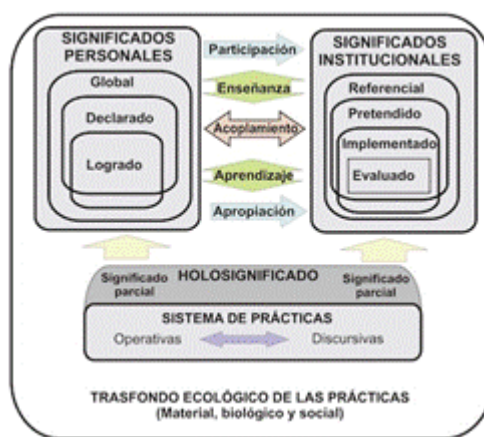 SIGNIFICADOS
PERSONALES
Global
Declarado
Logrado
Participación
Enseñanza
Acoplamiento
Aprendizaje
Apropiación
SIGNIFICADOS
INSTITUCIONALES
Referencial
Pretendido
Implementado
Evaluado
Significado
parcial
HOLOSIGNIFICADO
Significado
parcial
SISTEMA DE PRÁCTICAS
Operativas
Discursivas
TRASFONDO ECOLÓGICO DE LAS PRÁCTICAS
(Material, biológico y social)